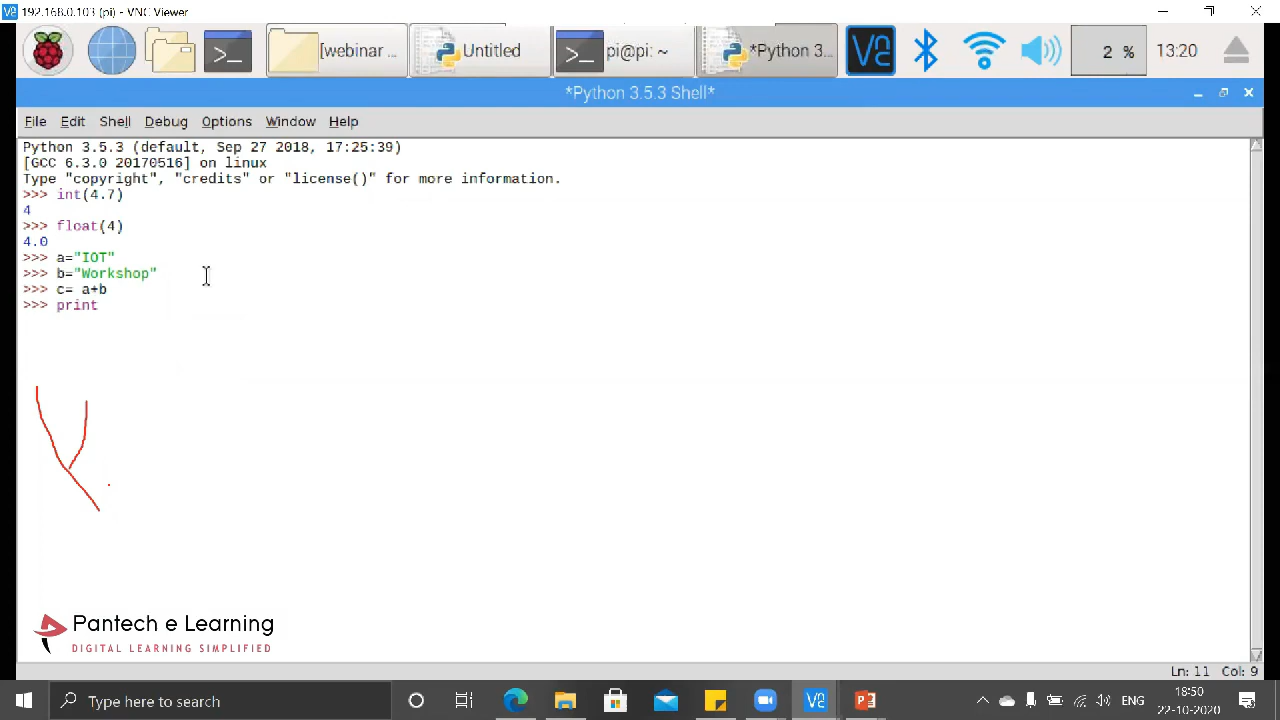 192.168.0.103 (pi) - VNC Viewer
[webinar ...
Untitled
pi@pi: ~
*Python 3...
2 %
13:20
*Python 3.5.3 Shell*
File Edit Shell Debug Options Window Help
Python 3.5.3 (default, Sep 27 2018, 17:25:39)
[GCC 6.3.0 20170516] on linux
Type "copyright", "credits" or "license()" for more information.
>>> int(4.7)
4
>>> float(4)
4.0
>>> a="IOT"
>>> b="Workshop"
>>> c= a+b
>>> print
Pantech e Learning
DIGITAL LEARNING SIMPLIFIED
Ln: 11 Col: 9
Type here to search
ENG
18:50
22-10-2020